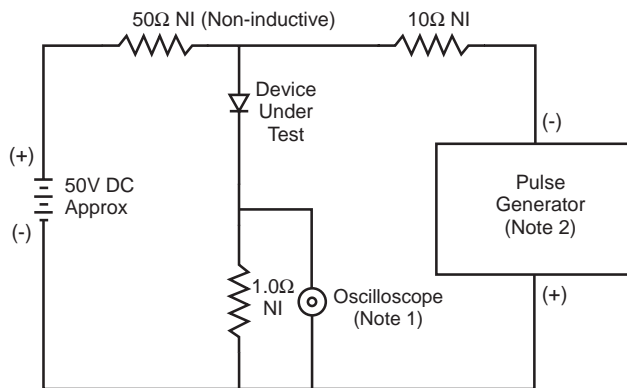 50Ω NI (Non-inductive)
10Ω NI
Device
Under
Test
(-)
(+)
50V DC
Approx
(-)
Pulse
Generator
(Note 2)
1.0Ω
NI
Oscilloscope
(Note 1)
(+)